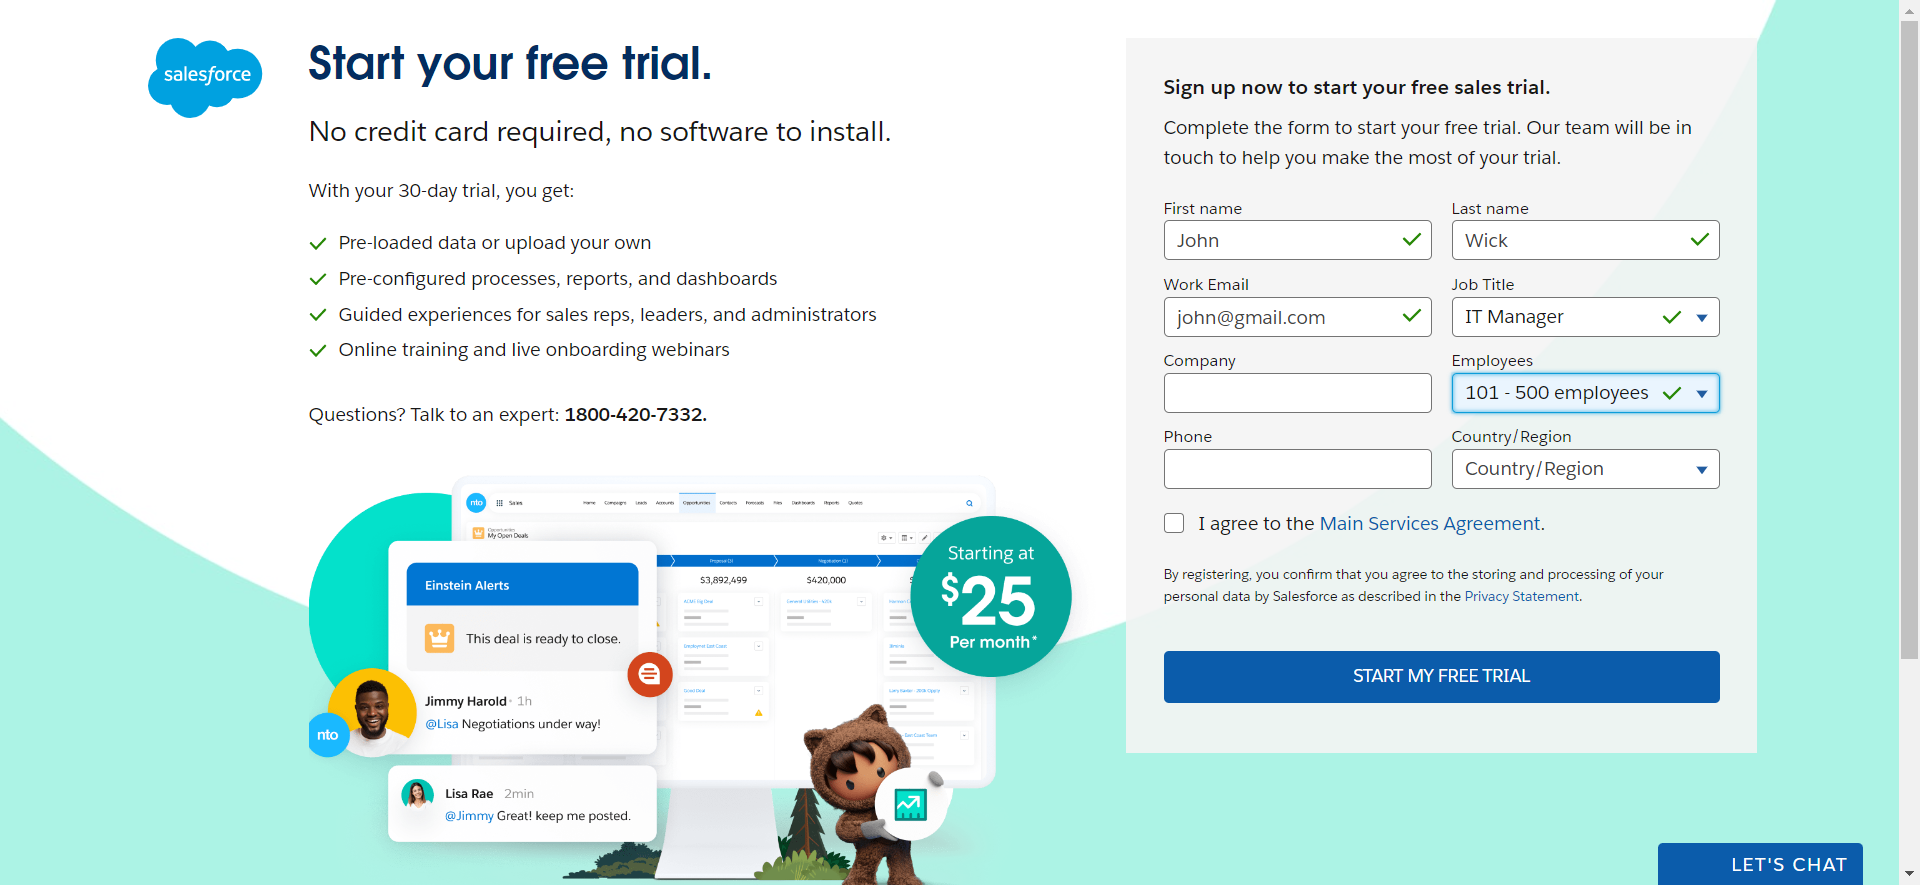 salesforce
Start your free trial.
No credit card required, no software to install.
With your 30-day trial, you get:
Pre-loaded data or upload your own
Pre-configured processes, reports, and dashboards
Guided experiences for sales reps, leaders, and administrators
Online training and live onboarding webinars
Questions? Talk to an expert: 1800-420-7332.
nto Sales Home Campaigns Leads Accounts Opportunities Contacts Forecasts Files Dashboards Reports Quotes
Opportunities
My Open Deals
$3,892,499 $420,000
Starting at
$25
Per month*
Einstein Alerts
This deal is ready to close.
Jimmy Harold · 1h
@Lisa Negotiations under way!
nto
Lisa Rae 2min
@Jimmy Great! keep me posted.
Sign up now to start your free sales trial.
Complete the form to start your free trial. Our team will be in
touch to help you make the most of your trial.
First name Last name
John Wick
Work Email Job Title
john@gmail.com IT Manager
Company Employees
101 - 500 employees
Phone Country/Region
Country/Region
I agree to the Main Services Agreement.
By registering, you confirm that you agree to the storing and processing of your
personal data by Salesforce as described in the Privacy Statement.
START MY FREE TRIAL
LET'S CHAT